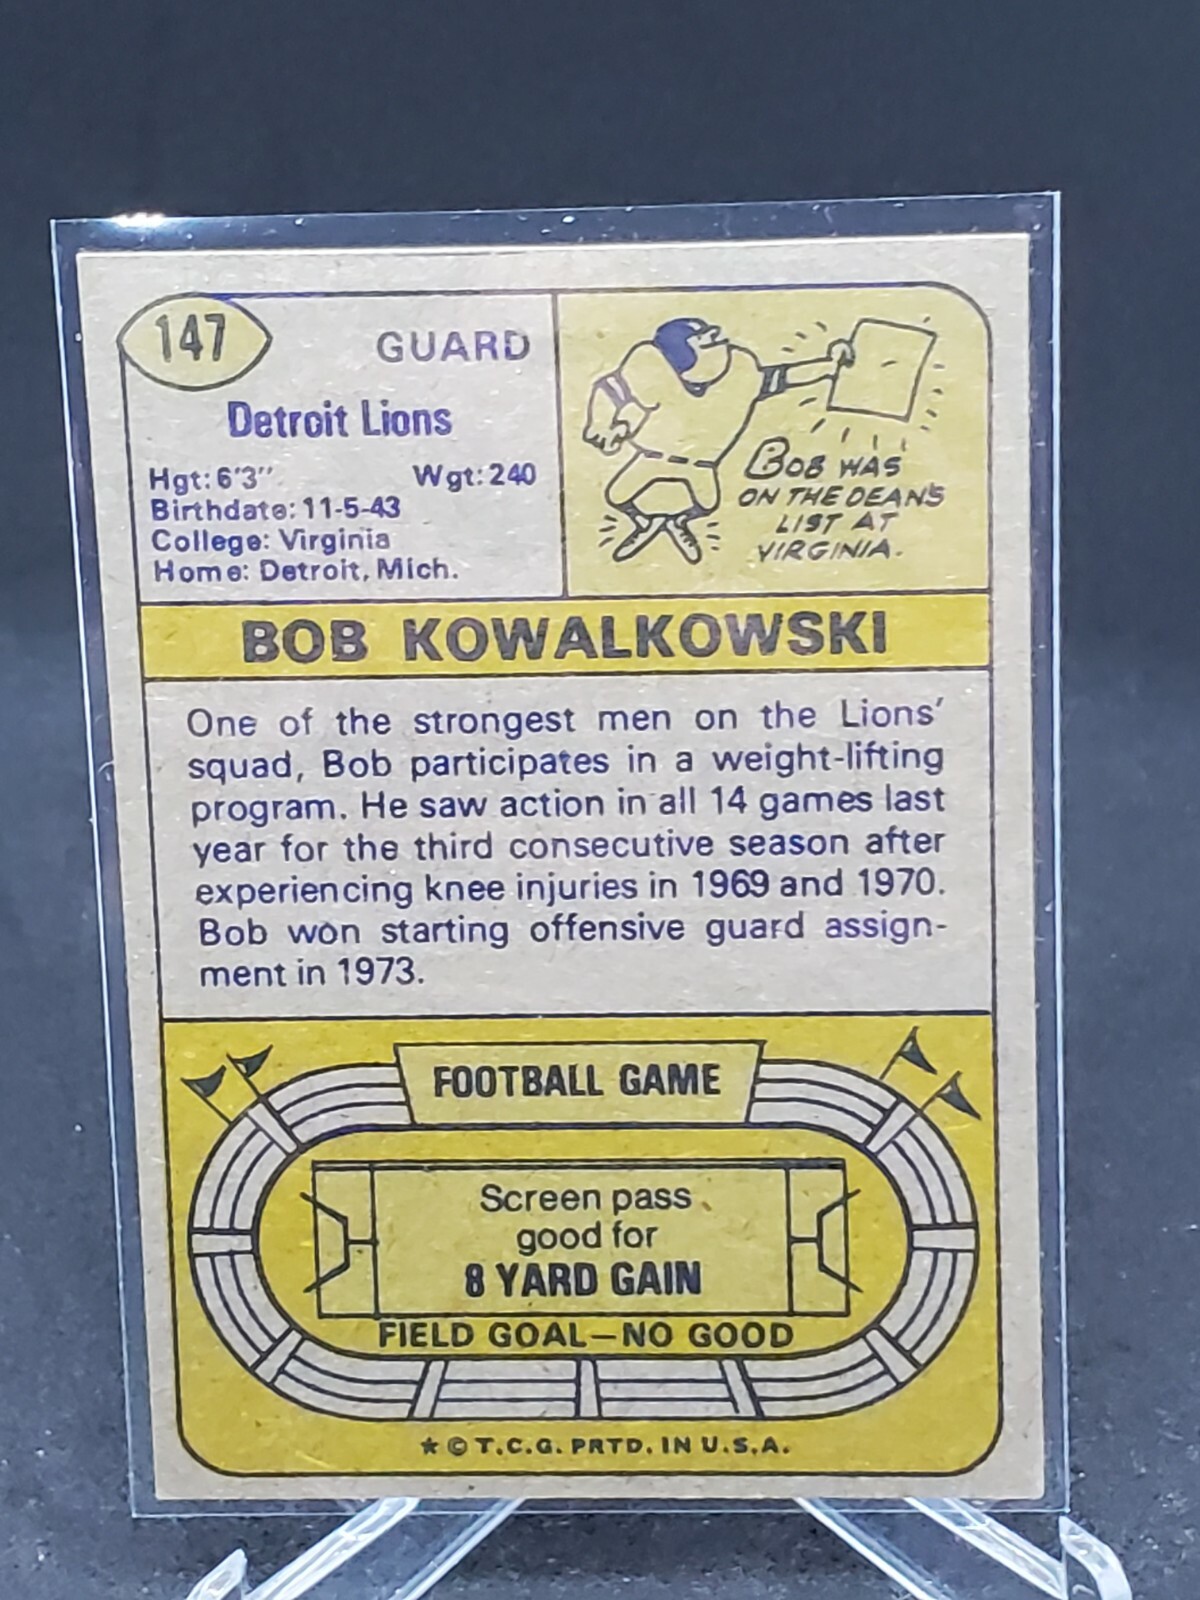 147
GUARD
Detroit Lions
Hgt: 6'3" Wgt: 240
Birthdate: 11-5-43
College: Virginia
Home: Detroit, Mich.
BOB WAS
ON THE DEAN'S
LIST AT
VIRGINIA.
BOB KOWALKOWSKI
One of the strongest men on the Lions'
squad, Bob participates in a weight-lifting
program. He saw action in all 14 games last
year for the third consecutive season after
experiencing knee injuries in 1969 and 1970.
Bob won starting offensive guard assign-
ment in 1973.
FOOTBALL GAME
Screen pass
good for
8 YARD GAIN
FIELD GOAL—NO GOOD
★ © T.C.G. PRTD. IN U.S.A.